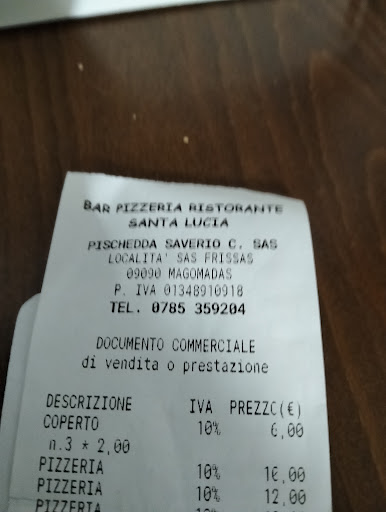 BAR PIZZERIA RISTORANTE
SANTA LUCIA
PISCHEDDA SAVERIO C. SAS
LOCALITA' SAS FRISSAS
09090 MAGOMADAS
P. IVA 01348910918
TEL. 0785 359204
DOCUMENTO COMMERCIALE
di vendita o prestazione
DESCRIZIONE IVA PREZZO(€)
COPERTO 10% 6,00
n.3 * 2,00
PIZZERIA 10%
PIZZERIA 10% 12,00
PIZZERIA